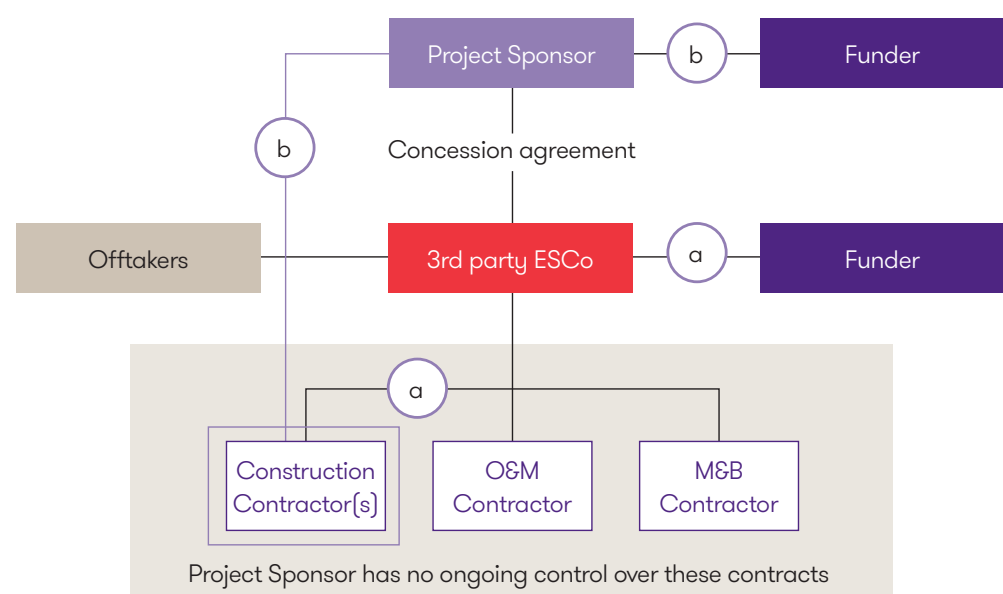 Project Sponsor
b
Funder
b
Concession agreement
Offtakers
3rd party ESCo
a
Funder
a
Construction
Contractor(s)
O&M
Contractor
M&B
Contractor
Project Sponsor has no ongoing control over these contracts